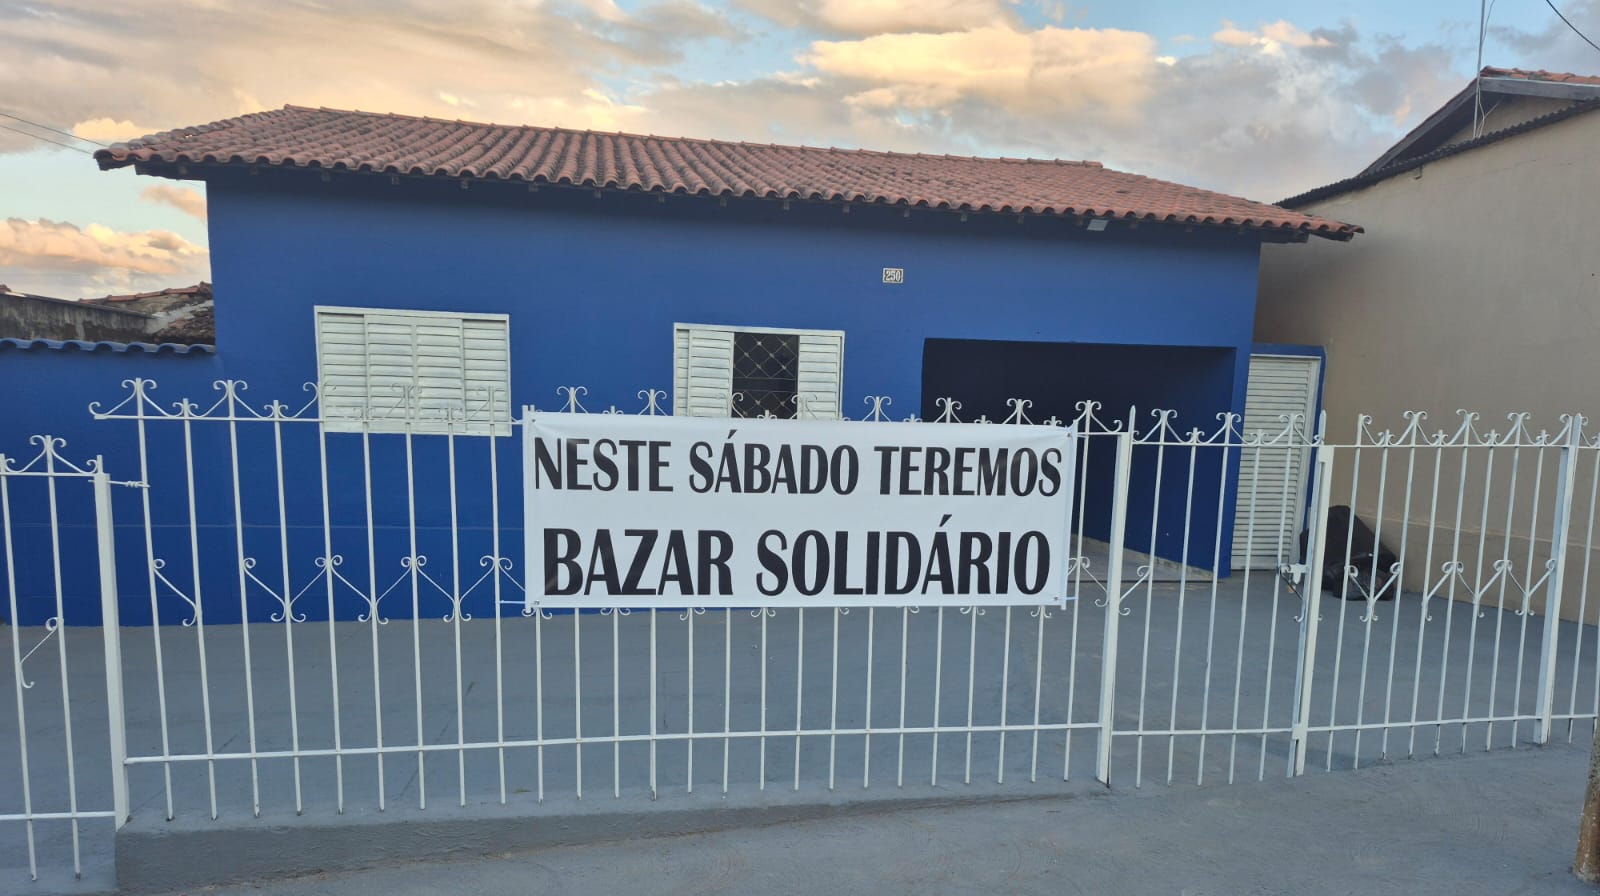 250
NESTE SÁBADO TEREMOS
BAZAR SOLIDÁRIO